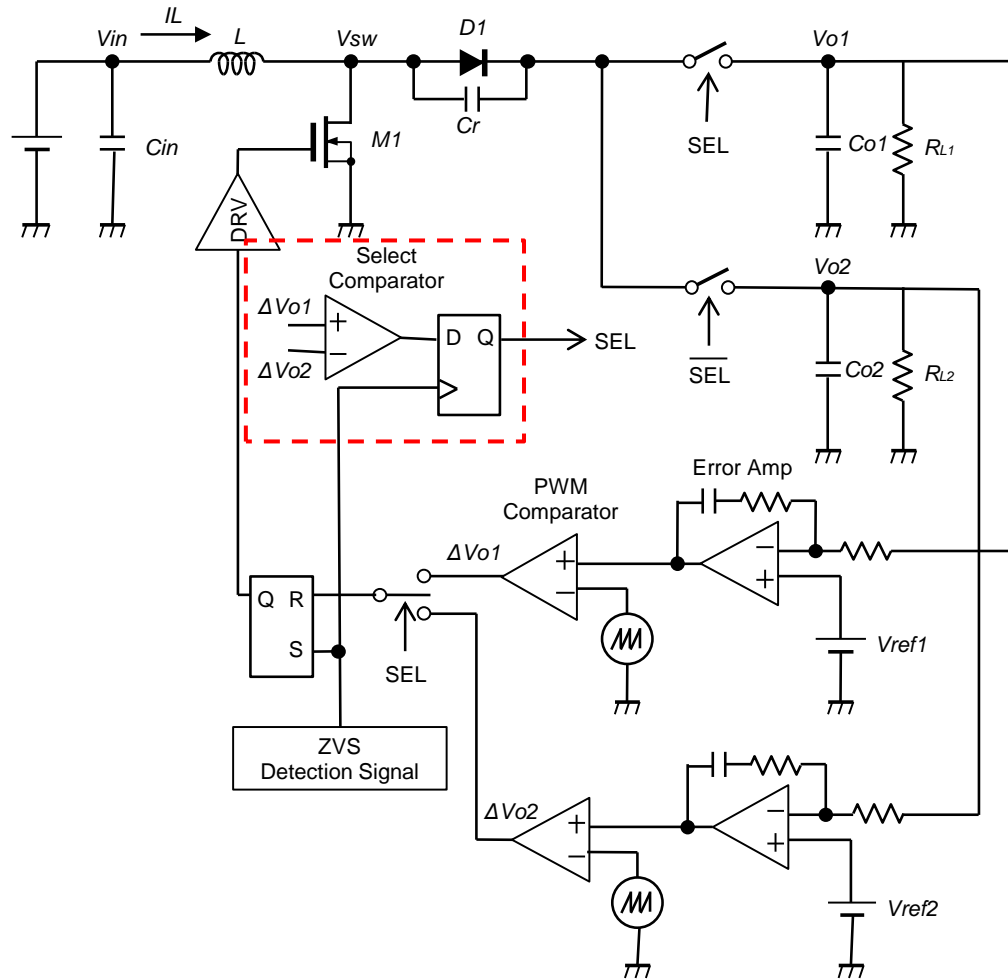 IL
Vin
L
Vsw
D1
Vo1
Cr
M1
Cin
SEL
Co1
RL1
DRV
Select
Comparator
Vo2
ΔVo1
+
D Q
SEL
−
ΔVo2
SEL
Co2
RL2
Error Amp
PWM
Comparator
ΔVo1
+
−
−
+
Q R
S
SEL
Vref1
ZVS
Detection Signal
ΔVo2
+
−
−
+
Vref2